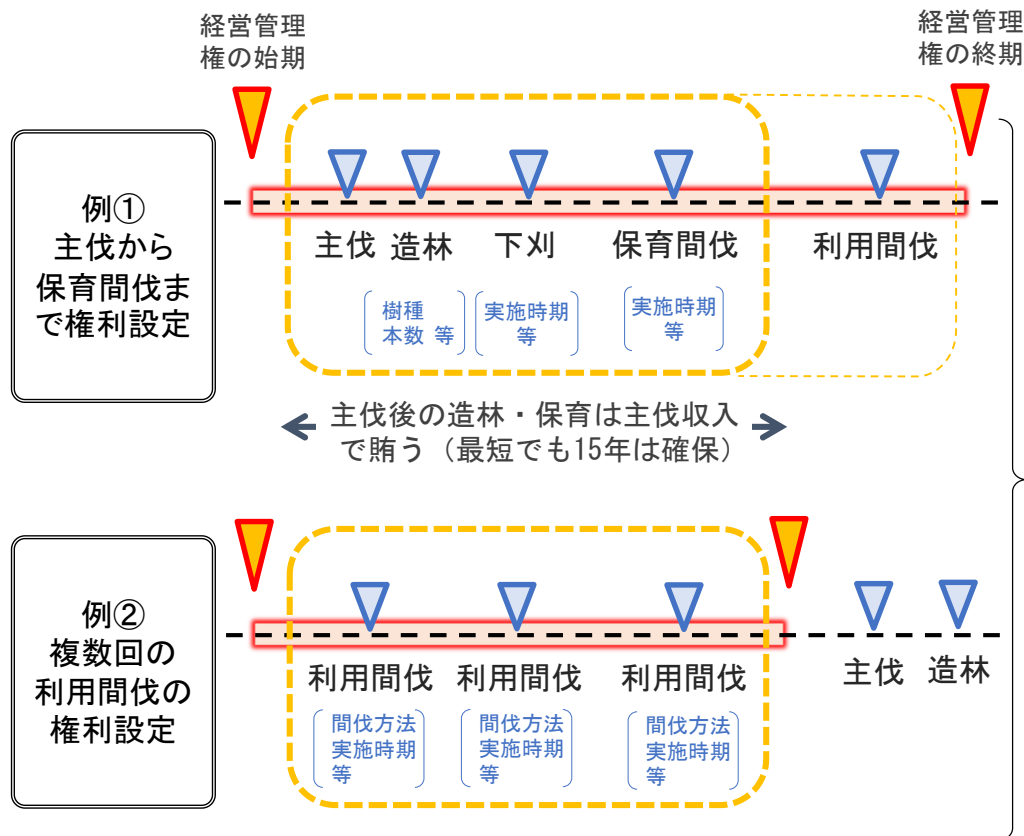 経営管理
権の始期
経営管理
権の終期
例①
主伐から
保育間伐ま
で権利設定
主伐
造林
下刈
保育間伐
利用間伐
樹種
本数 等
実施時期
等
実施時期
等
主伐後の造林・保育は主伐収入
で賄う（最短でも15年は確保）
例②
複数回の
利用間伐の
権利設定
利用間伐
利用間伐
利用間伐
主伐
造林
間伐方法
実施時期
等
間伐方法
実施時期
等
間伐方法
実施時期
等